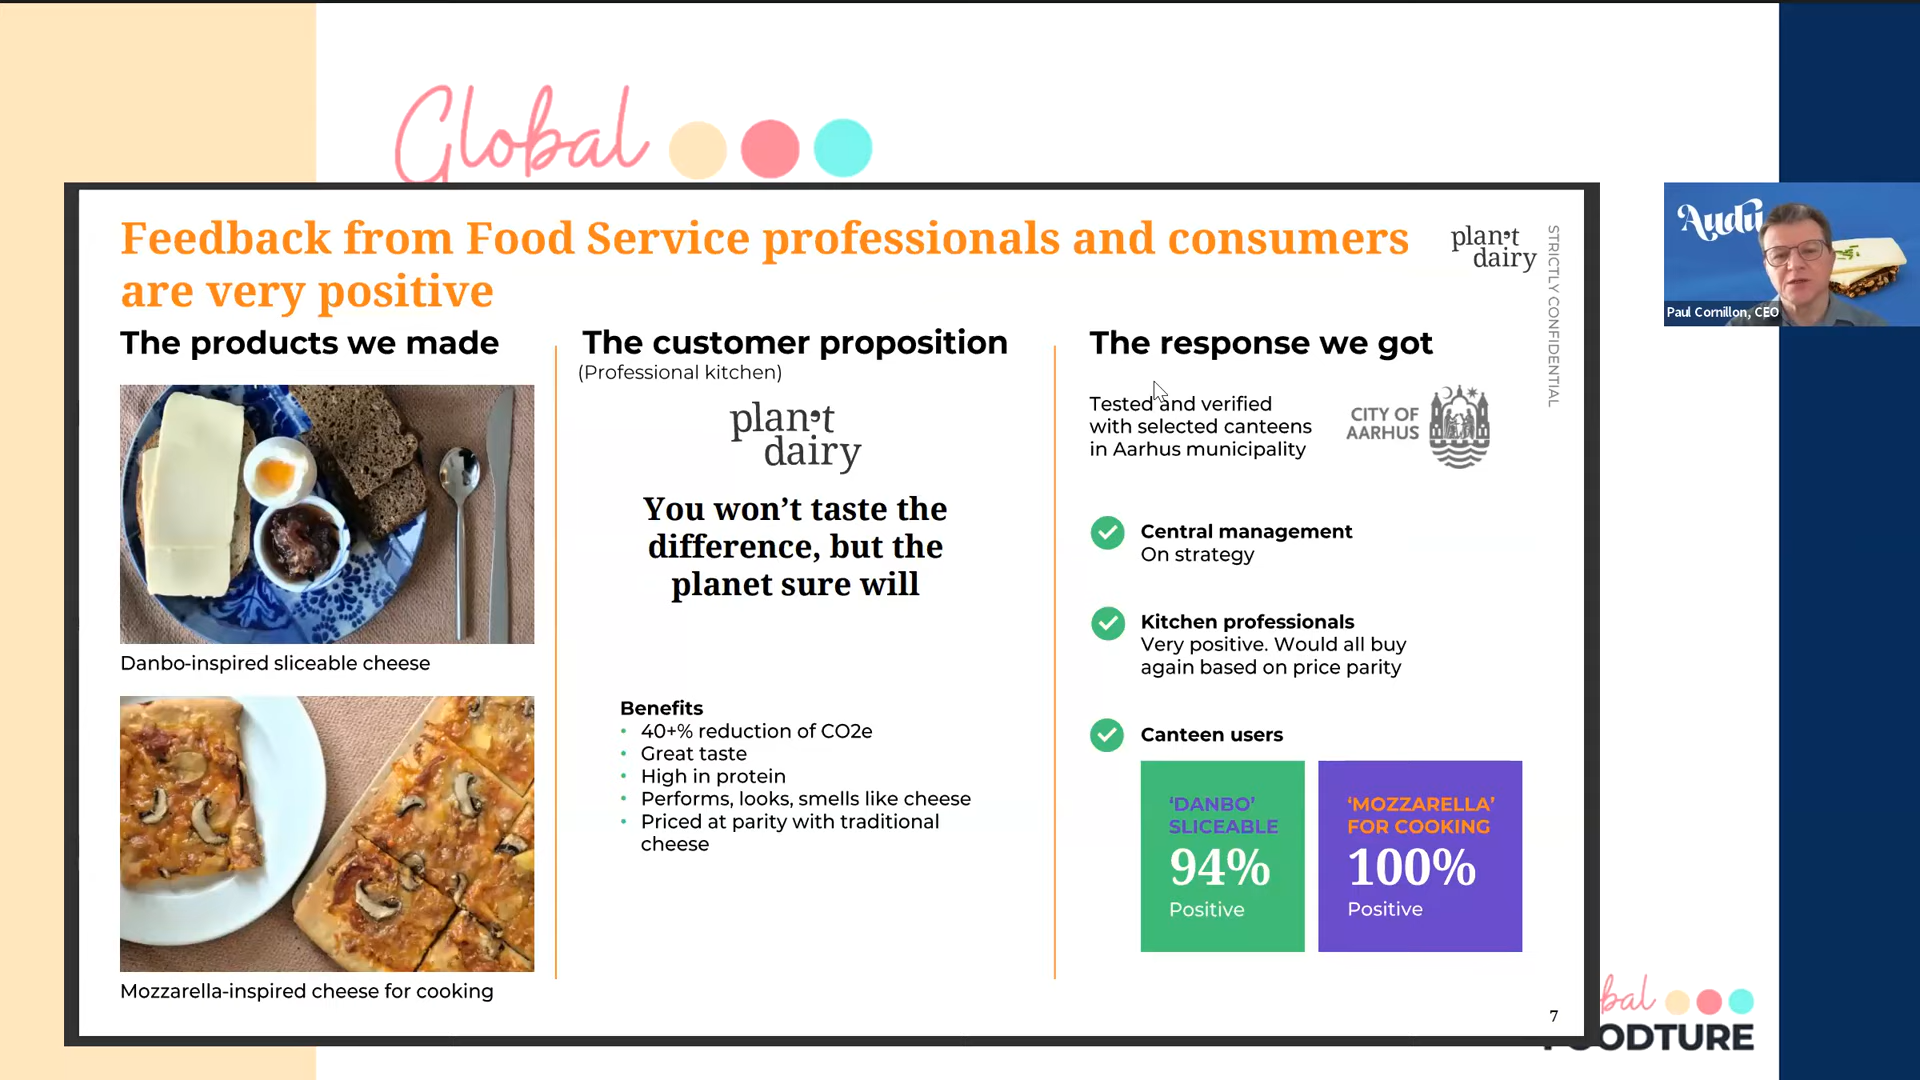 Global
Feedback from Food Service professionals and consumers
are very positive
plan't
dairy
STRICTLY CONFIDENTIAL
Audu
Paul Cornillon, CEO
The products we made
Danbo-inspired sliceable cheese
Mozzarella-inspired cheese for cooking
The customer proposition
(Professional kitchen)
plan't
dairy
You won't taste the
difference, but the
planet sure will
Benefits
• 40+% reduction of CO2e
• Great taste
• High in protein
• Performs, looks, smells like cheese
• Priced at parity with traditional
cheese
The response we got
Tested and verified
with selected canteens
in Aarhus municipality
CITY OF
AARHUS
Central management
On strategy
Kitchen professionals
Very positive. Would all buy
again based on price parity
Canteen users
'DANBO'
SLICEABLE
94%
Positive
'MOZZARELLA'
FOR COOKING
100%
Positive
7
bal
OODTURE